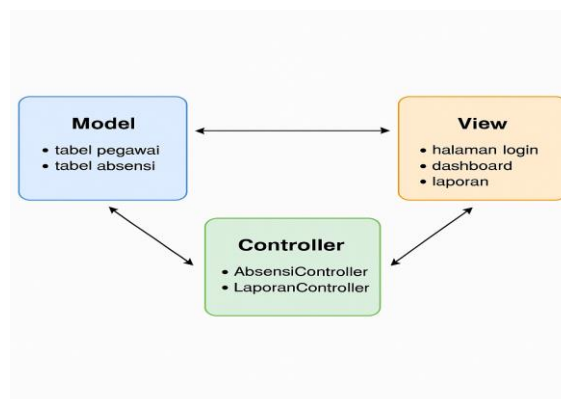 Model
• tabel pegawai
• tabel absensi
View
• halaman login
• dashboard
• laporan
Controller
• AbsensiController
• LaporanController